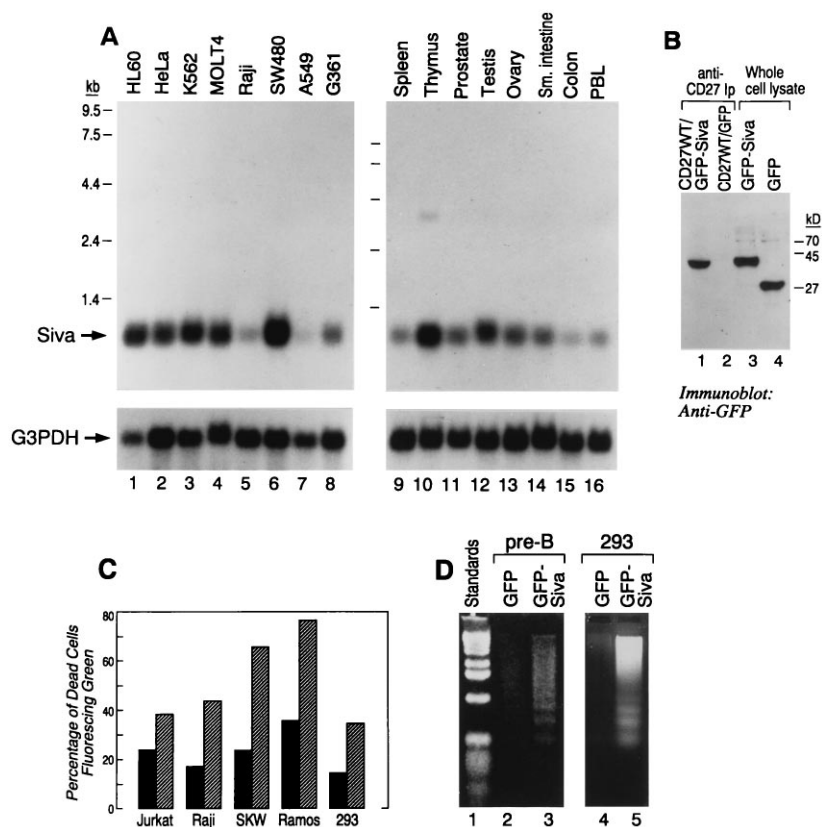 A
kb
HL60
HeLa
K562
MOLT4
Raji
SW480
A549
G361
Spleen
Thymus
Prostate
Testis
Ovary
Sm. intestine
Colon
PBL
9.5
7.5
4.4
2.4
1.4
Siva
G3PDH
1 2 3 4 5 6 7 8 9 10 11 12 13 14 15 16
B
anti-
CD27 Ip
Whole
cell lysate
CD27WT/
GFP-Siva
CD27WT/GFP
GFP-Siva
GFP
kD
70
45
27
1 2 3 4
Immunoblot:
Anti-GFP
C
Percentage of Dead Cells
Fluorescing Green
80
60
40
20
0
Jurkat Raji SKW Ramos 293
D
pre-B
293
Standards
GFP
GFP-
Siva
GFP
GFP-
Siva
1 2 3 4 5